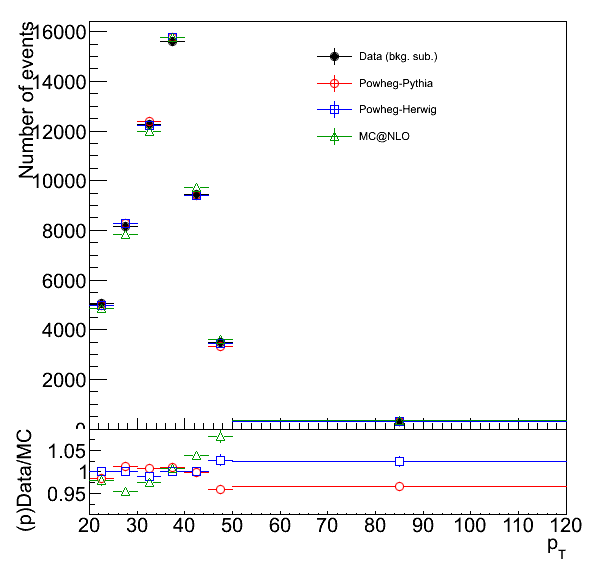 Number of events
16000
14000
12000
10000
8000
6000
4000
2000
0
Data (bkg. sub.)
Powheg-Pythia
Powheg-Herwig
MC@NLO
(p)Data/MC
1.05
1
0.95
20 30 40 50 60 70 80 90 100 110 120
pT